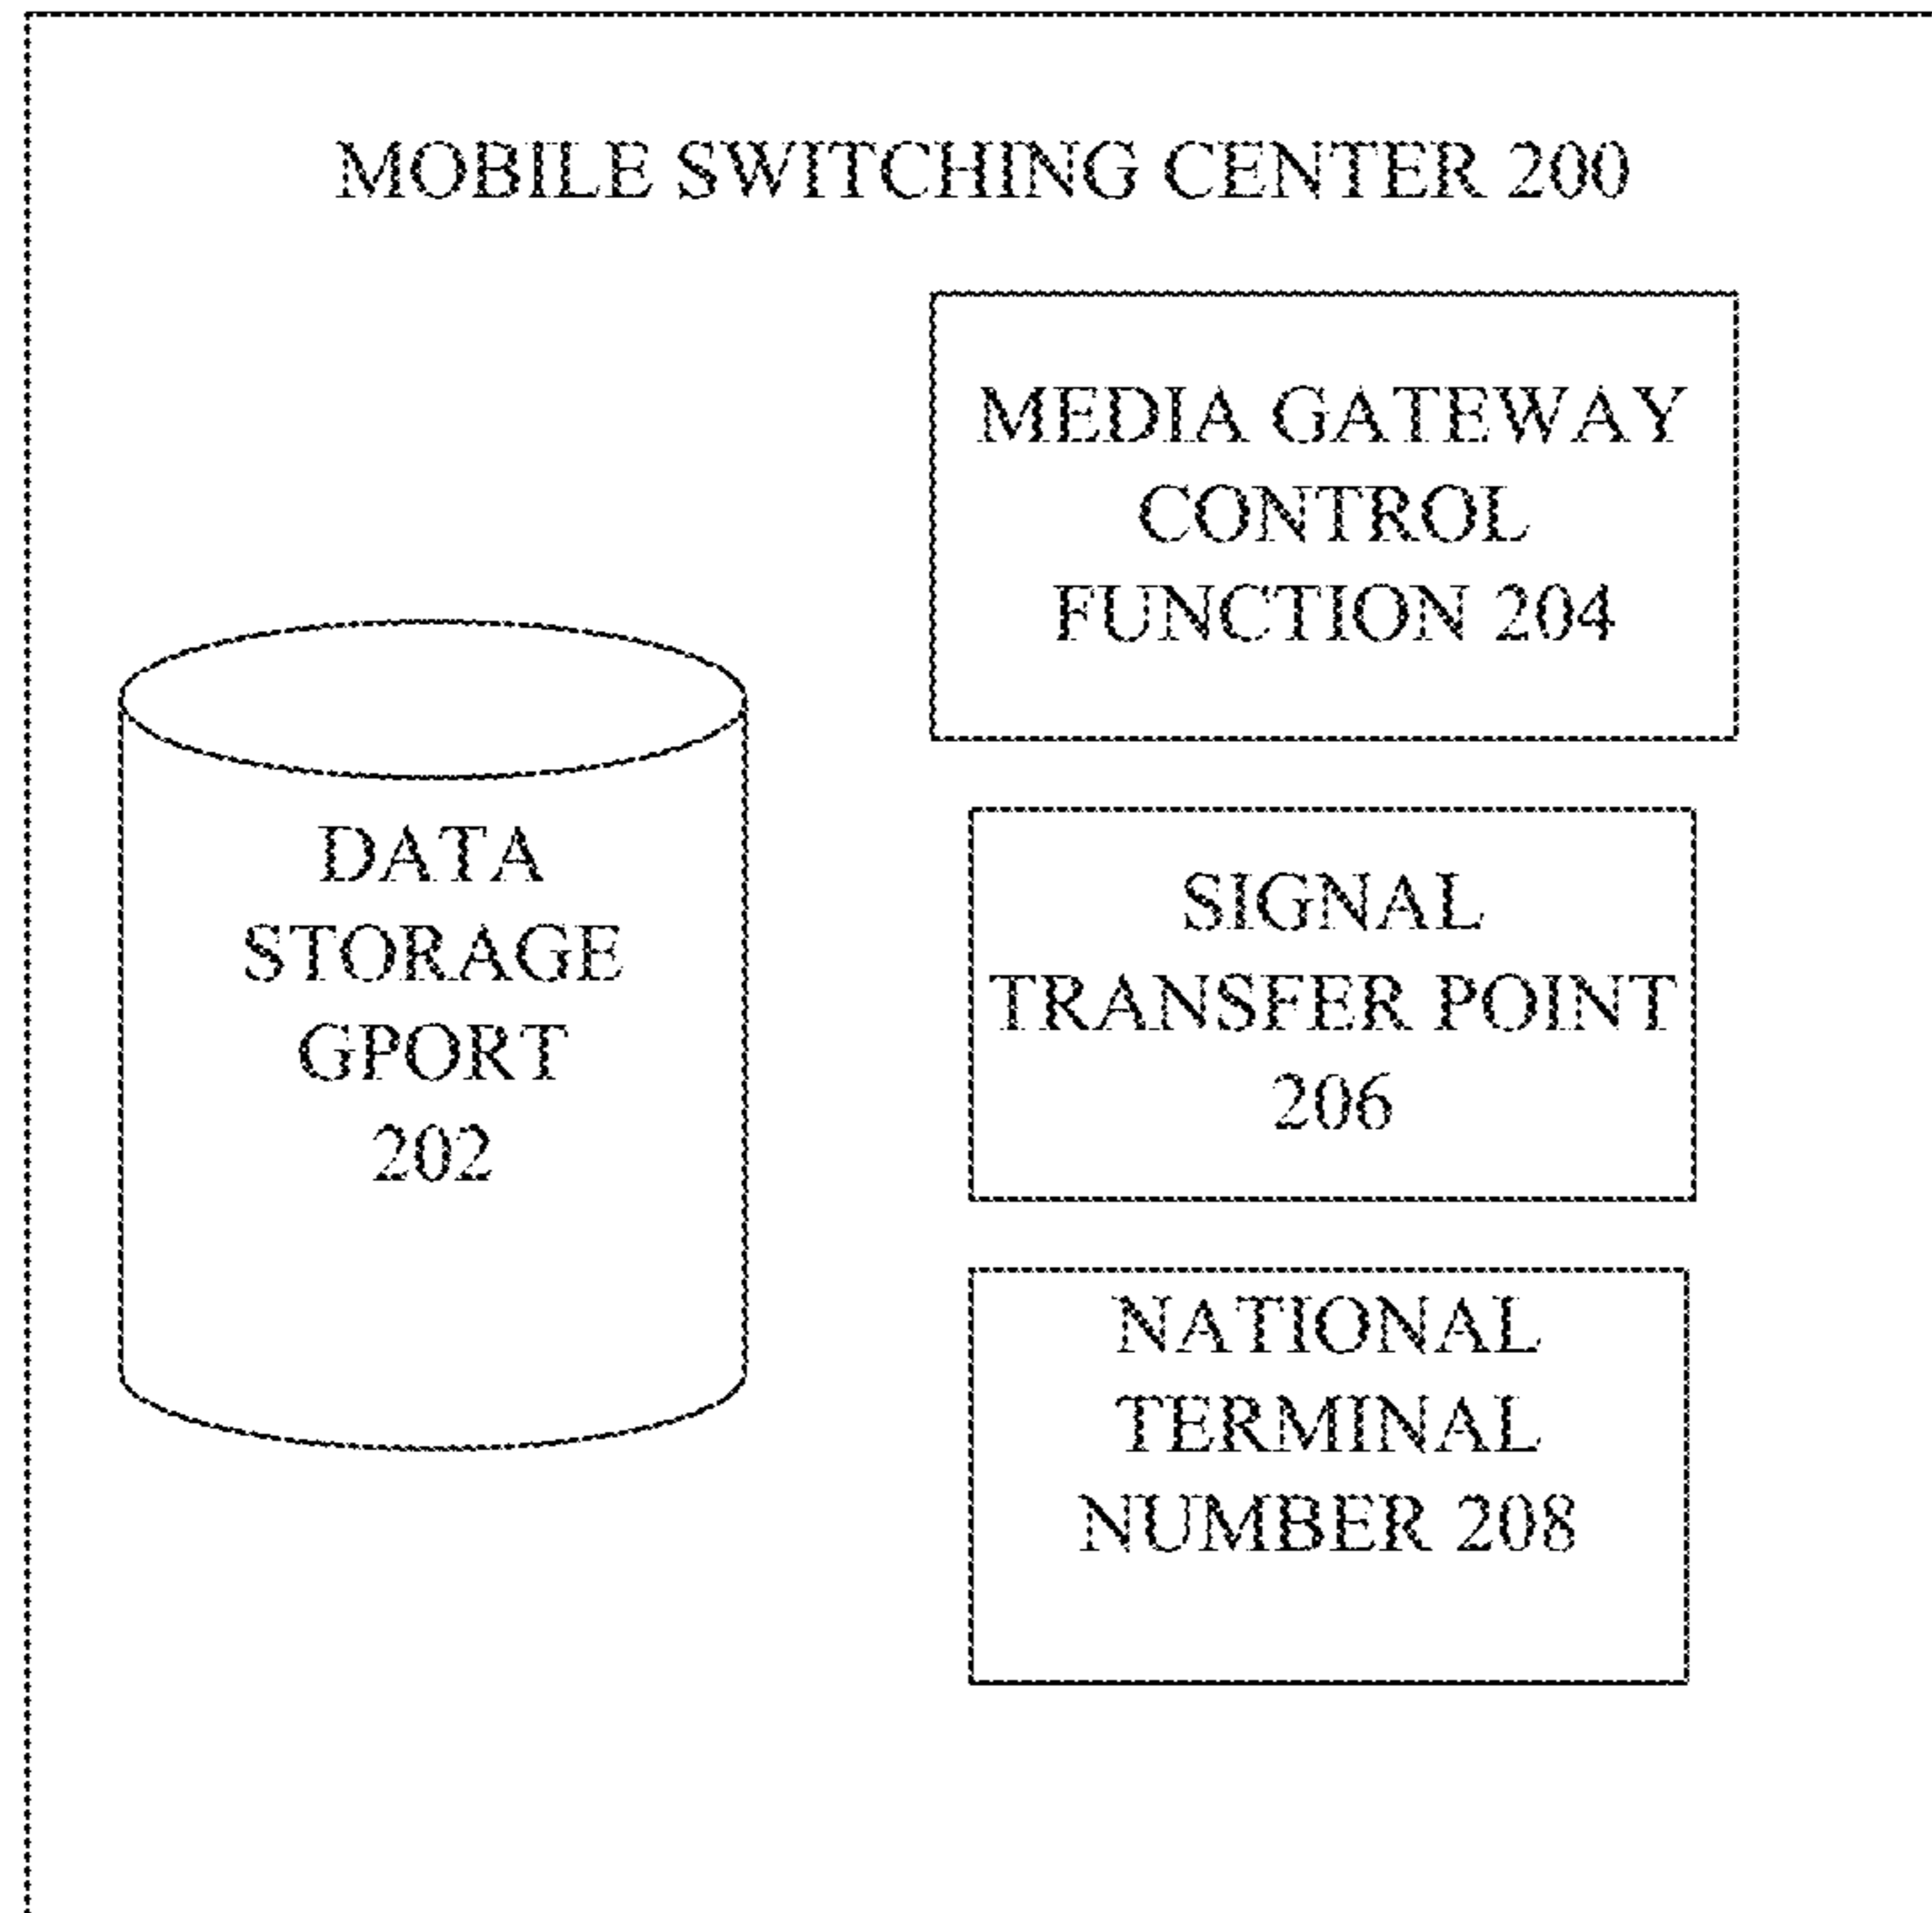 MOBILE SWITCHING CENTER 200
MEDIA GATEWAY
CONTROL
FUNCTION 204
DATA
STORAGE
GPORT
202
SIGNAL
TRANSFER POINT
206
NATIONAL
TERMINAL
NUMBER 208